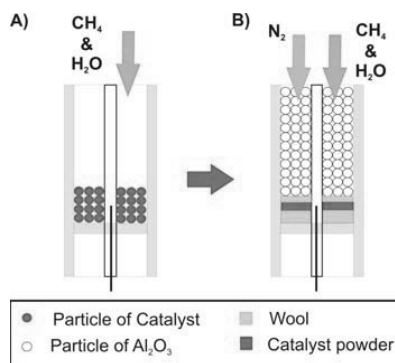 A)
CH₄
&
H₂O
B)
N₂
CH₄
&
H₂O
Particle of Catalyst
Wool
Particle of Al₂O₃
Catalyst powder